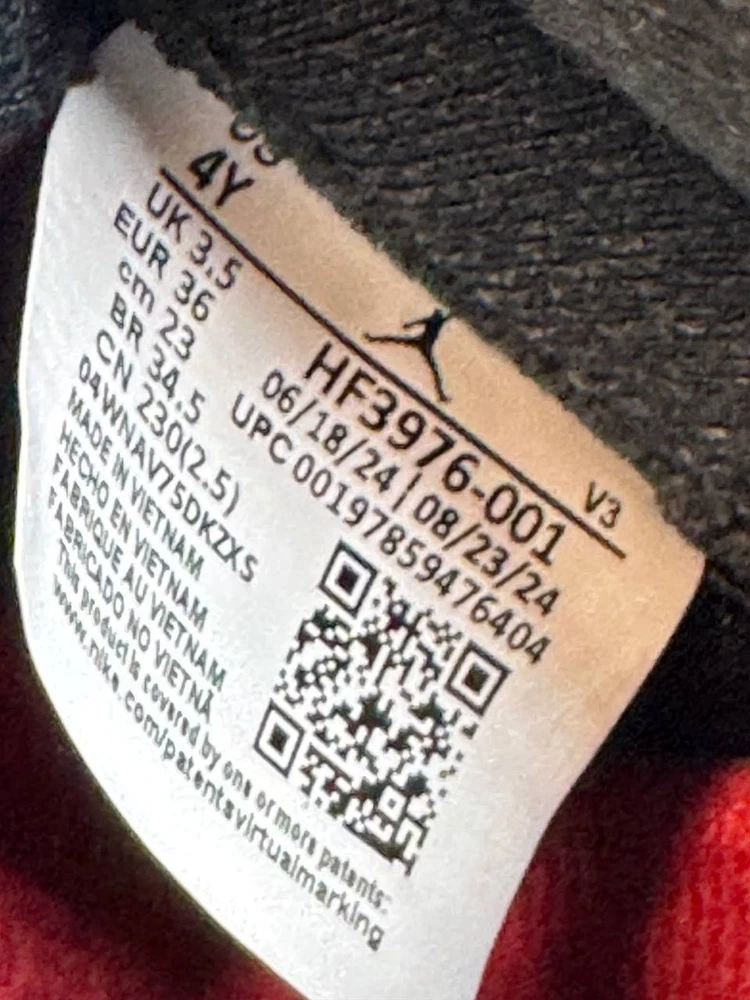 US
4Y
UK 3.5
EUR 36
cm 23
BR 34.5
CN 230(2.5)
04WNAV75DKZXS
MADE IN VIETNAM
HECHO EN VIETNAM
FABRIQUE AU VIETNAM
FABRICADO NO VIETNÃ
This product is covered by one or more patents:
www.nike.com/patentsvirtualmarking
V3
HF3976-001
06/18/24 | 08/23/24
UPC 00197859476404